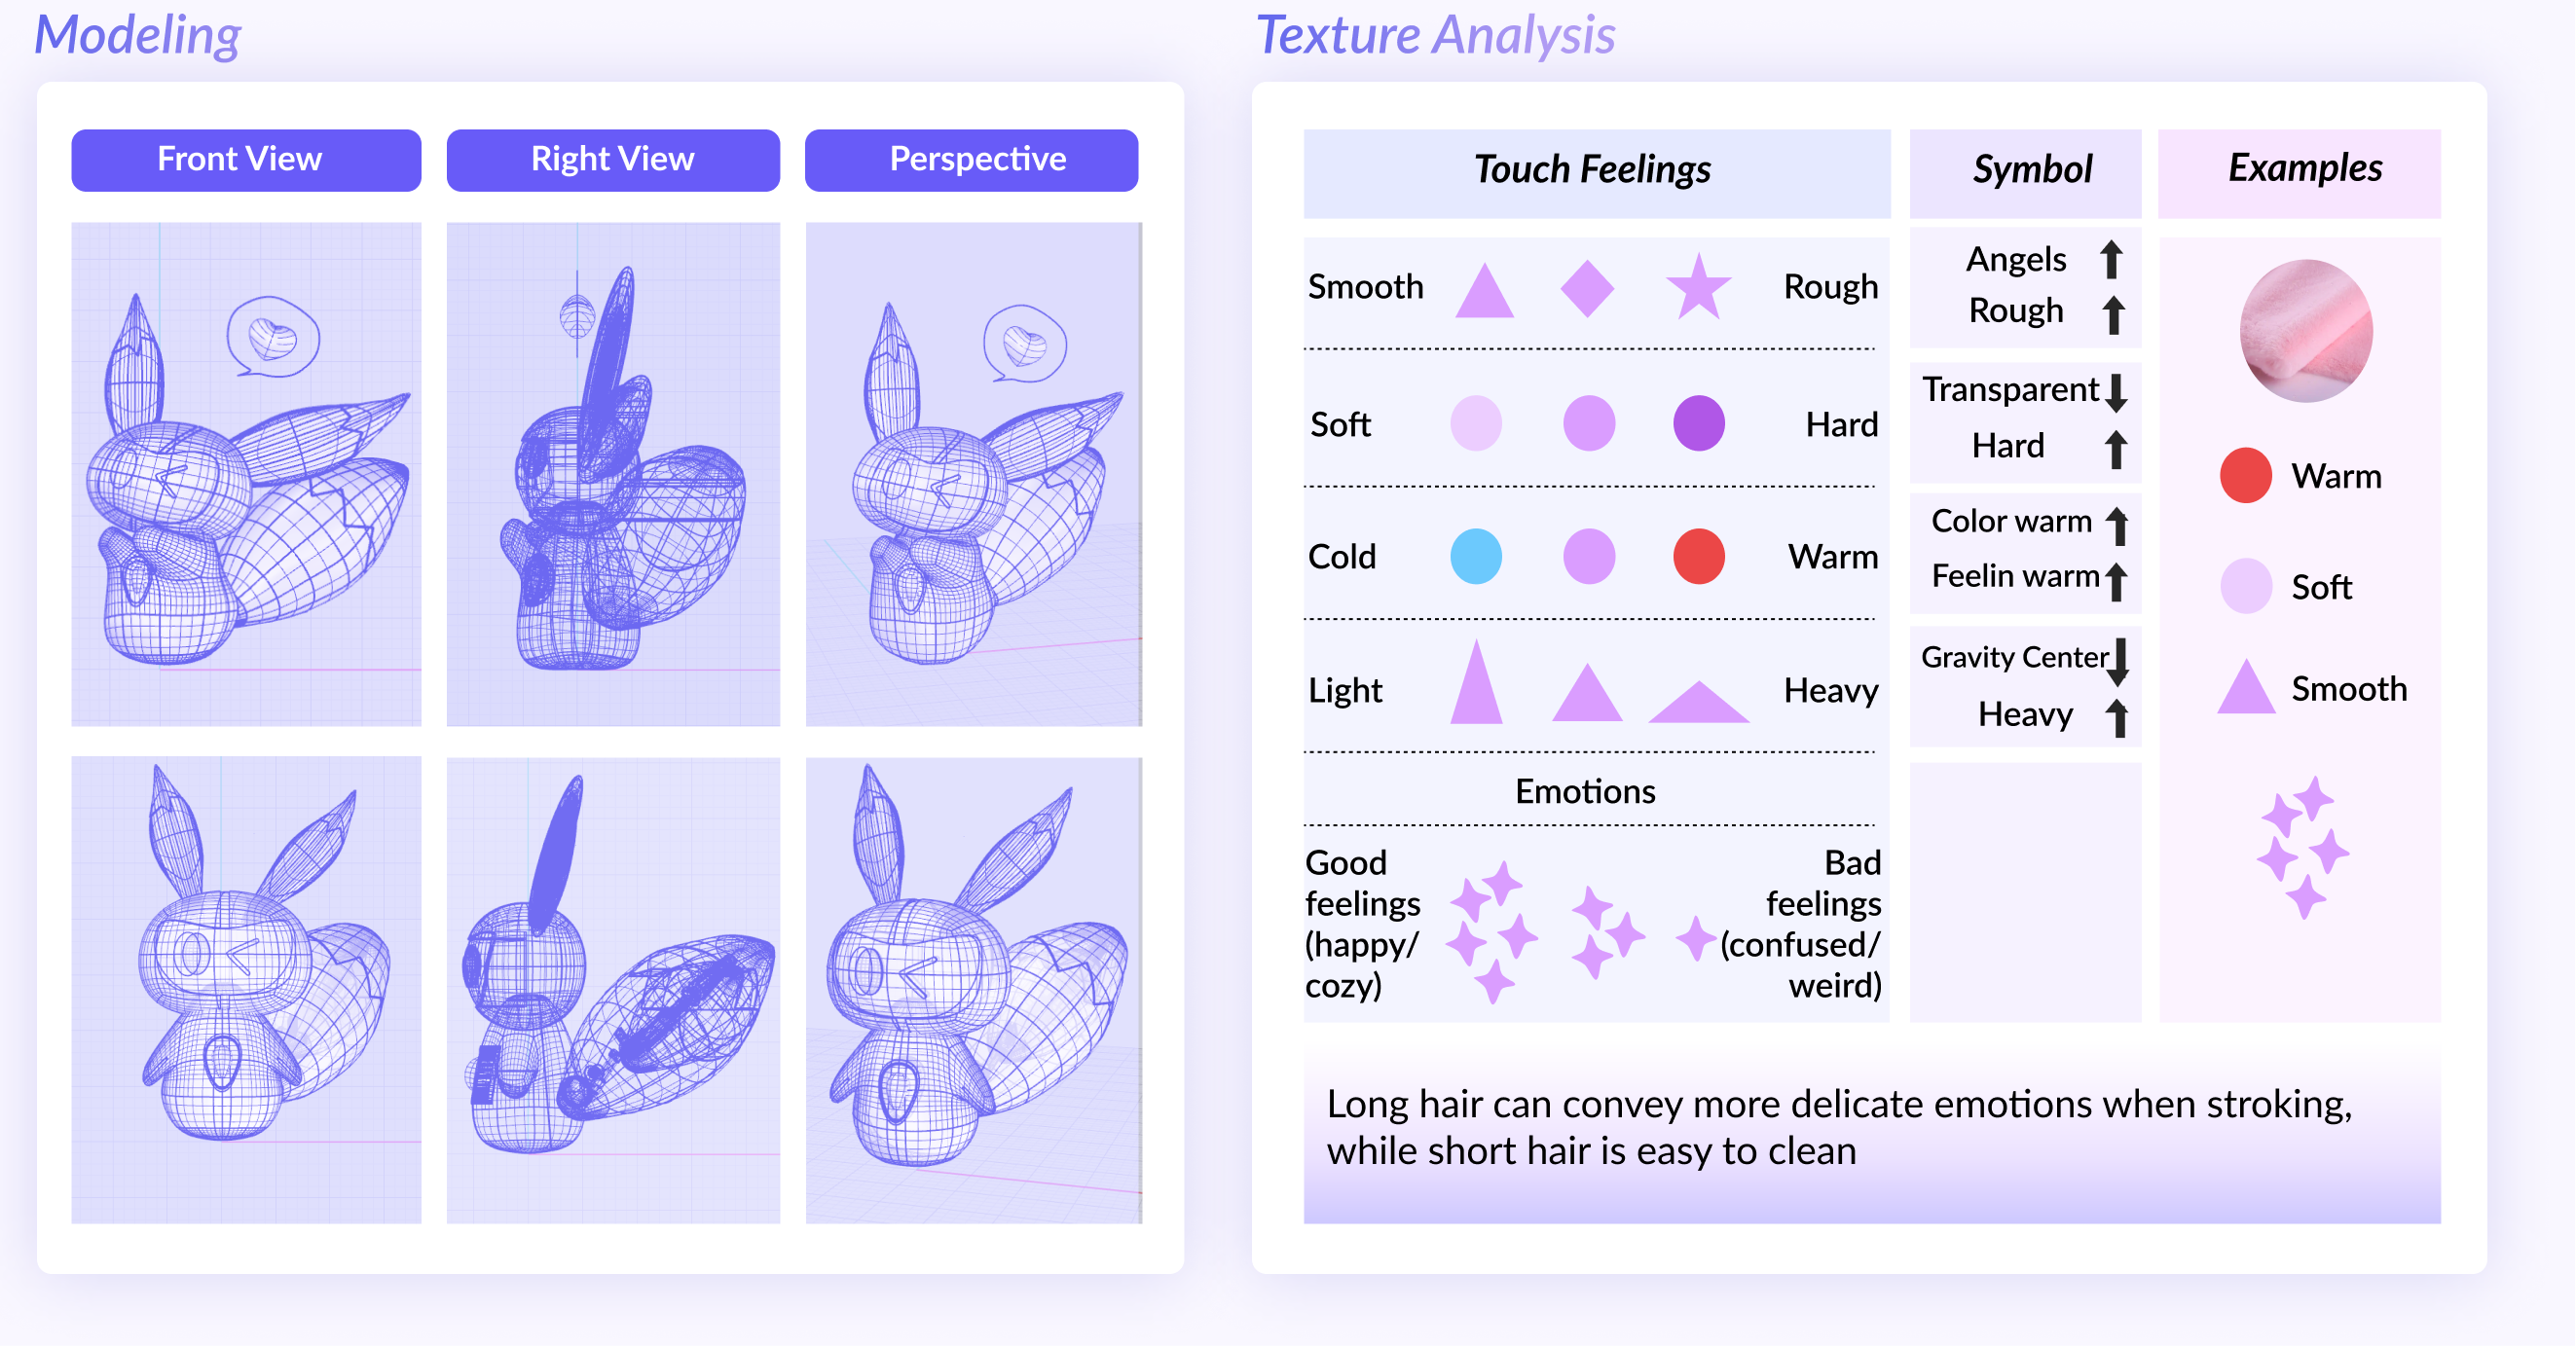 Modeling
Front View
Right View
Perspective
Texture Analysis
Touch Feelings
Symbol
Examples
Smooth
Rough
Angels
Rough
Soft
Hard
Transparent
Hard
Warm
Cold
Warm
Color warm
Feelin warm
Soft
Light
Heavy
Gravity Center
Heavy
Smooth
Emotions
Good
feelings
(happy/
cozy)
Bad
feelings
(confused/
weird)
Long hair can convey more delicate emotions when stroking,
while short hair is easy to clean